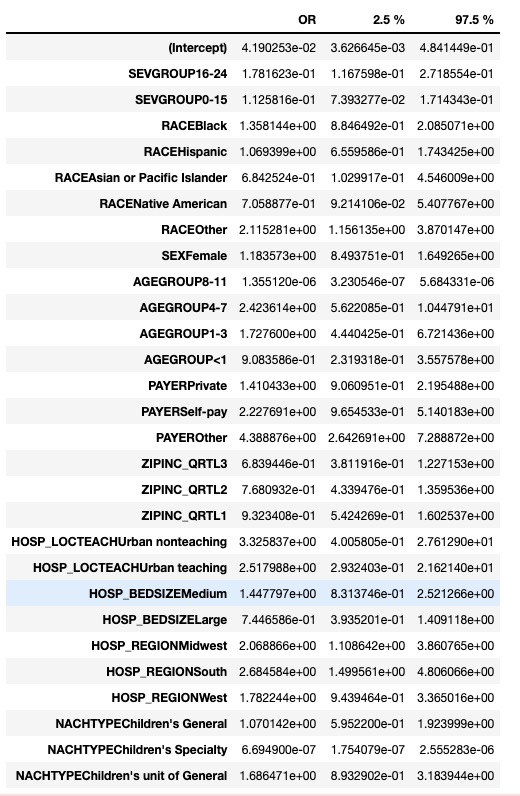 OR 2.5 % 97.5 %
(Intercept) 4.190253e-02 3.626645e-03 4.841449e-01
SEVGROUP16-24 1.781623e-01 1.167598e-01 2.718554e-01
SEVGROUP0-15 1.125816e-01 7.393277e-02 1.714343e-01
RACEBlack 1.358144e+00 8.846492e-01 2.085071e+00
RACEHispanic 1.069399e+00 6.559586e-01 1.743425e+00
RACEAsian or Pacific Islander 6.842524e-01 1.029917e-01 4.546009e+00
RACENative American 7.058877e-01 9.214106e-02 5.407767e+00
RACEOther 2.115281e+00 1.156135e+00 3.870147e+00
SEXFemale 1.183573e+00 8.493751e-01 1.649265e+00
AGEGROUP8-11 1.355120e-06 3.230546e-07 5.684331e-06
AGEGROUP4-7 2.423614e+00 5.622085e-01 1.044791e+01
AGEGROUP1-3 1.727600e+00 4.440425e-01 6.721436e+00
AGEGROUP<1 9.083586e-01 2.319318e-01 3.557578e+00
PAYERPrivate 1.410433e+00 9.060951e-01 2.195488e+00
PAYERSelf-pay 2.227691e+00 9.654533e-01 5.140183e+00
PAYEROther 4.388876e+00 2.642691e+00 7.288872e+00
ZIPINC_QRTL3 6.839446e-01 3.811916e-01 1.227153e+00
ZIPINC_QRTL2 7.680932e-01 4.339476e-01 1.359536e+00
ZIPINC_QRTL1 9.323408e-01 5.424269e-01 1.602537e+00
HOSP_LOCTEACHUrban nonteaching 3.325837e+00 4.005805e-01 2.761290e+01
HOSP_LOCTEACHUrban teaching 2.517988e+00 2.932403e-01 2.162140e+01
HOSP_BEDSIZEMedium 1.447797e+00 8.313746e-01 2.521266e+00
HOSP_BEDSIZELarge 7.446586e-01 3.935201e-01 1.409118e+00
HOSP_REGIONMidwest 2.068866e+00 1.108642e+00 3.860765e+00
HOSP_REGIONSouth 2.684584e+00 1.499561e+00 4.806066e+00
HOSP_REGIONWest 1.782244e+00 9.439464e-01 3.365016e+00
NACHTYPEChildren's General 1.070142e+00 5.952200e-01 1.923999e+00
NACHTYPEChildren's Specialty 6.694900e-07 1.754079e-07 2.555283e-06
NACHTYPEChildren's unit of General 1.686471e+00 8.932902e-01 3.183944e+00